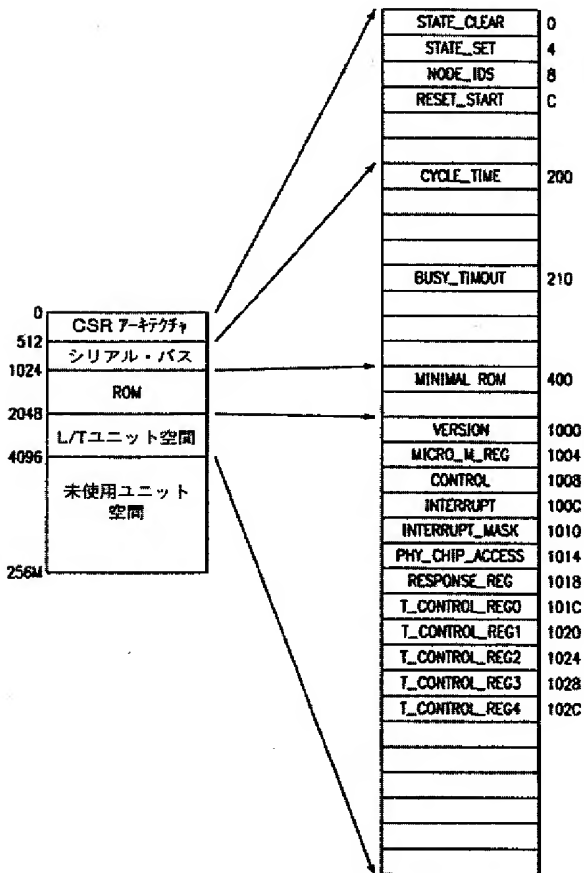 STATE_CLEAR 0
STATE_SET 4
NODE_IDS 8
RESET_START C
CYCLE_TIME 200
BUSY_TIMOUT 210
MINIMAL ROM 400
VERSION 1000
MICRO_M_REG 1004
CONTROL 1008
INTERRUPT 100C
INTERRUPT_MASK 1010
PHY_CHIP_ACCESS 1014
RESPONSE_REG 1018
T_CONTROL_REG0 101C
T_CONTROL_REG1 1020
T_CONTROL_REG2 1024
T_CONTROL_REG3 1028
T_CONTROL_REG4 102C
0
CSR アーキテクチャ
512
シリアル・バス
1024
ROM
2048
L/Tユニット空間
4096
未使用ユニット
空間
256M